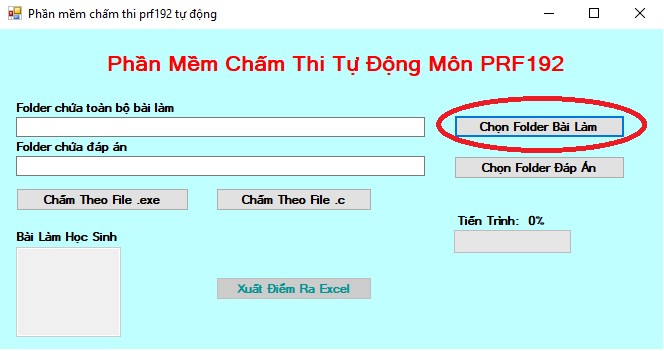 Phần mềm chấm thi prf192 tự động
Phần Mềm Chấm Thi Tự Động Môn PRF192
Folder chứa toàn bộ bài làm
Chọn Folder Bài Làm
Folder chứa đáp án
Chọn Folder Đáp Án
Chấm Theo File .exe
Chấm Theo File .c
Tiến Trình: 0%
Bài Làm Học Sinh
Xuất Điểm Ra Excel